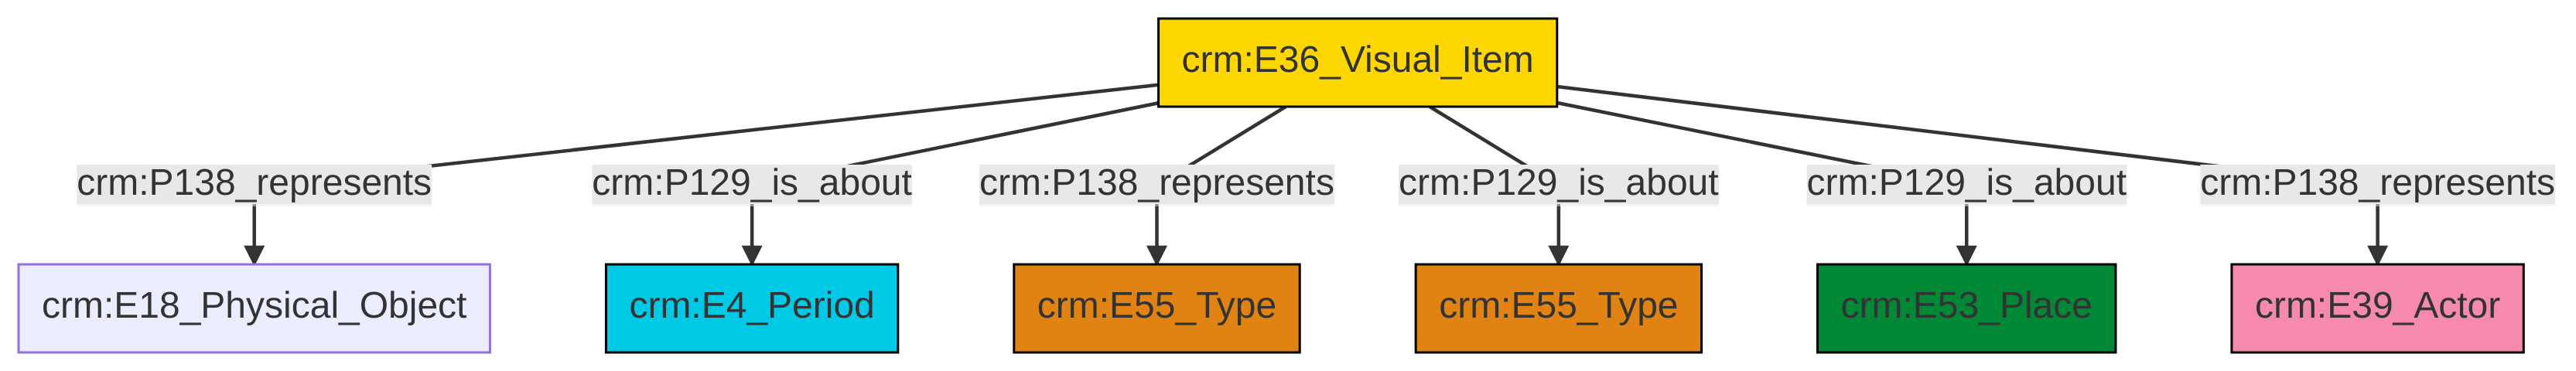 crm:E36_Visual_Item
crm:P138_represents
crm:P129_is_about
crm:P138_represents
crm:P129_is_about
crm:P129_is_about
crm:P138_represents
crm:E18_Physical_Object
crm:E4_Period
crm:E55_Type
crm:E55_Type
crm:E53_Place
crm:E39_Actor